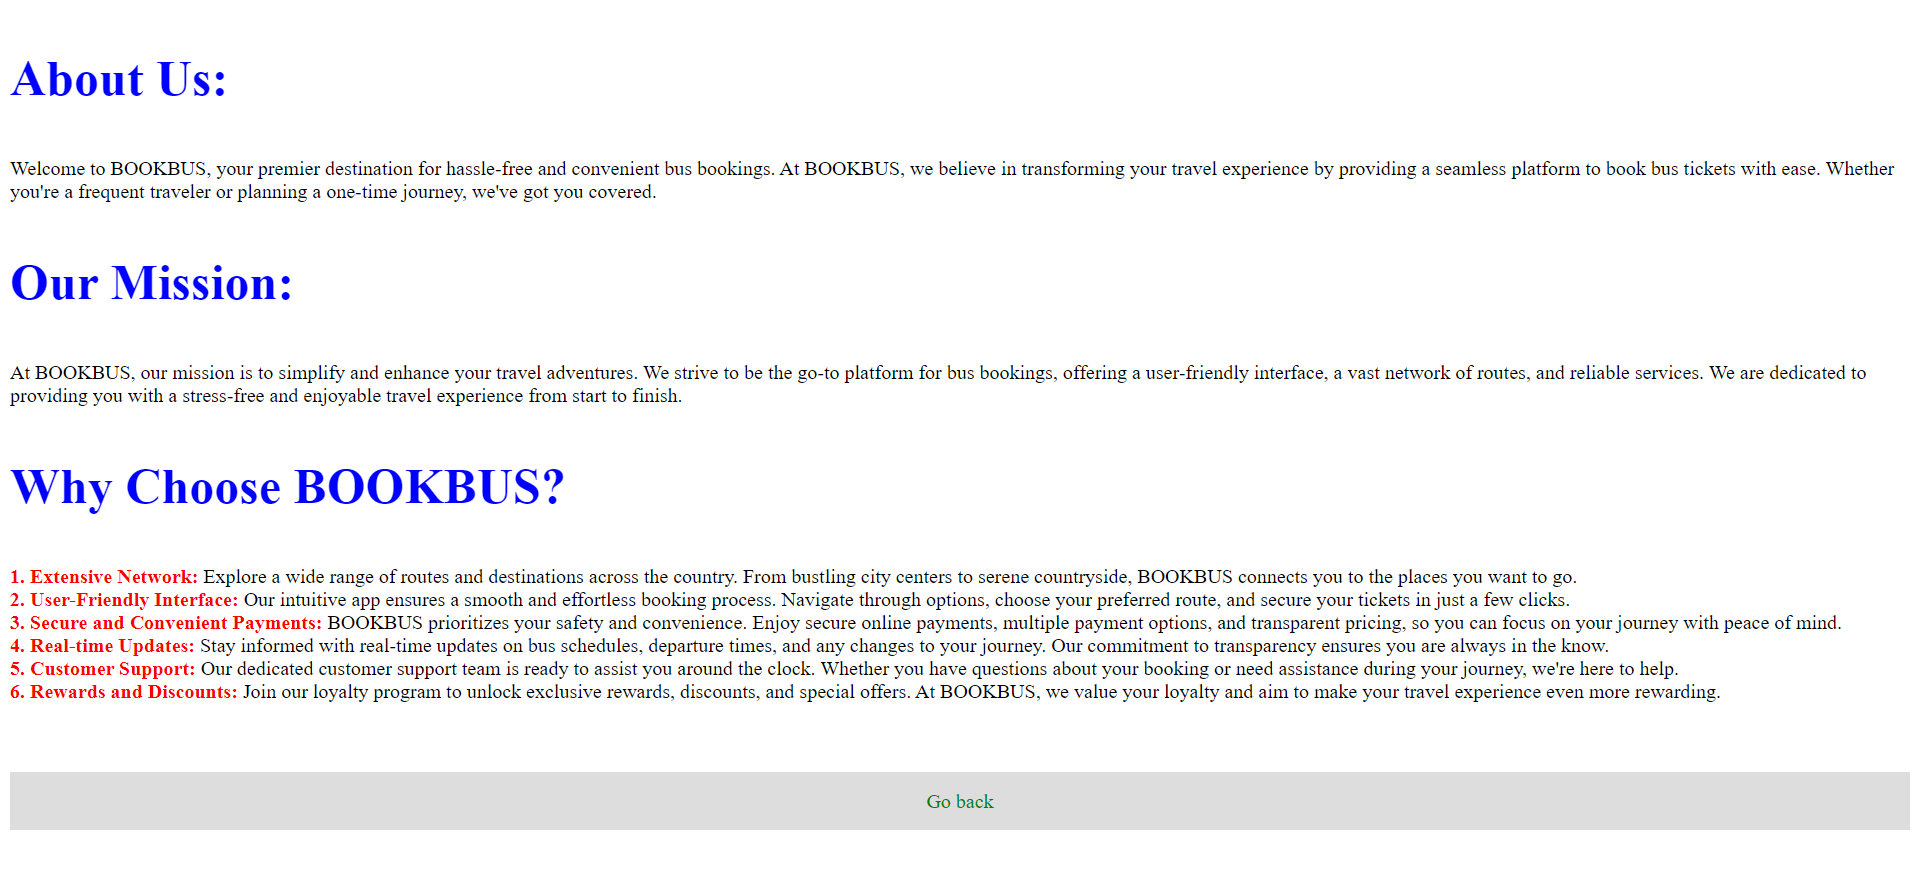 About Us:
Welcome to BOOKBUS, your premier destination for hassle-free and convenient bus bookings. At BOOKBUS, we believe in transforming your travel experience by providing a seamless platform to book bus tickets with ease. Whether
you're a frequent traveler or planning a one-time journey, we've got you covered.
Our Mission:
At BOOKBUS, our mission is to simplify and enhance your travel adventures. We strive to be the go-to platform for bus bookings, offering a user-friendly interface, a vast network of routes, and reliable services. We are dedicated to
providing you with a stress-free and enjoyable travel experience from start to finish.
Why Choose BOOKBUS?
1. Extensive Network: Explore a wide range of routes and destinations across the country. From bustling city centers to serene countryside, BOOKBUS connects you to the places you want to go.
2. User-Friendly Interface: Our intuitive app ensures a smooth and effortless booking process. Navigate through options, choose your preferred route, and secure your tickets in just a few clicks.
3. Secure and Convenient Payments: BOOKBUS prioritizes your safety and convenience. Enjoy secure online payments, multiple payment options, and transparent pricing, so you can focus on your journey with peace of mind.
4. Real-time Updates: Stay informed with real-time updates on bus schedules, departure times, and any changes to your journey. Our commitment to transparency ensures you are always in the know.
5. Customer Support: Our dedicated customer support team is ready to assist you around the clock. Whether you have questions about your booking or need assistance during your journey, we're here to help.
6. Rewards and Discounts: Join our loyalty program to unlock exclusive rewards, discounts, and special offers. At BOOKBUS, we value your loyalty and aim to make your travel experience even more rewarding.
Go back